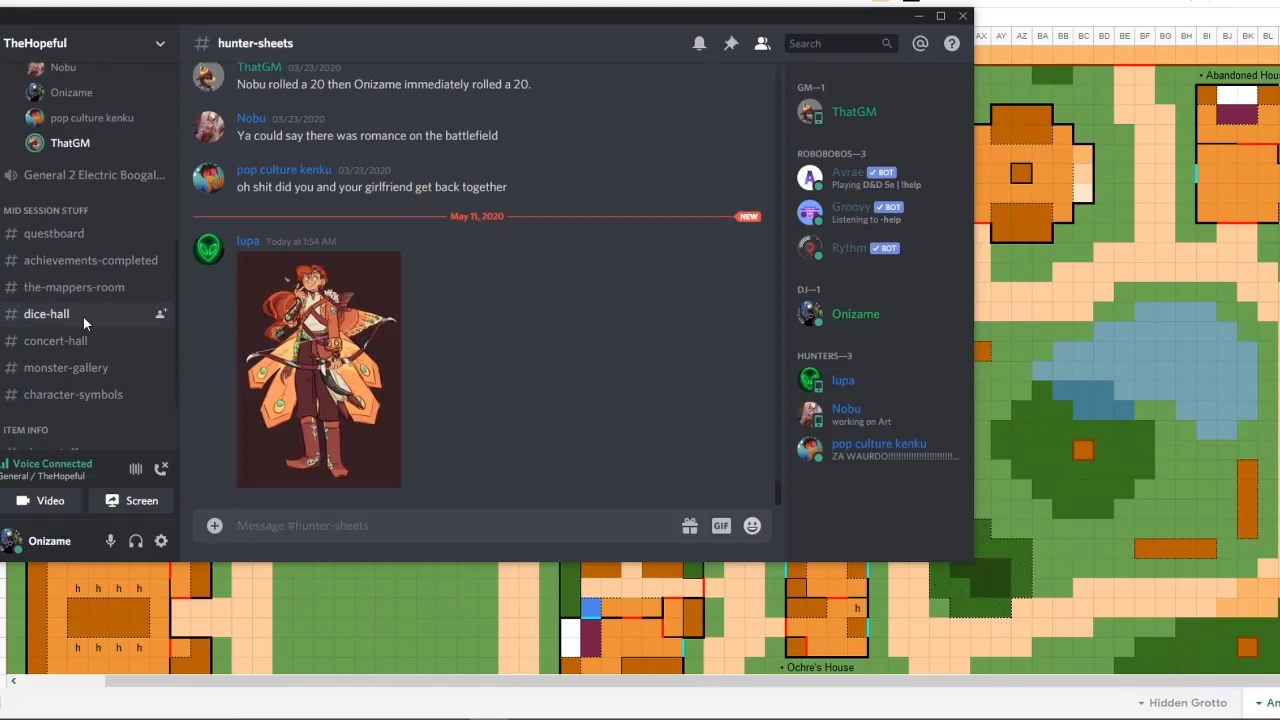 TheHopeful
Nobu
Onizame
pop culture kenku
ThatGM
General 2 Electric Boogal...
MID SESSION STUFF
questboard
achievements-completed
the-mappers-room
dice-hall
concert-hall
monster-gallery
character-symbols
ITEM INFO
Voice Connected
General / TheHopeful
Video
Screen
Onizame
# hunter-sheets
Search
ThatGM 03/23/2020
Nobu rolled a 20 then Onizame immediately rolled a 20.
Nobu 03/23/2020
Ya could say there was romance on the battlefield
pop culture kenku 03/23/2020
oh shit did you and your girlfriend get back together
May 11, 2020
NEW
lupa Today at 1:54 AM
Message #hunter-sheets
GIF
GM—1
ThatGM
ROBOBOBOS—3
Avrae BOT
Playing D&D 5e | !help
Groovy BOT
Listening to -help
Rythm BOT
DJ—1
Onizame
HUNTERS—3
lupa
Nobu
working on Art
pop culture kenku
ZA WAURDO!!!!!!!!!!!!!!!!!!!!!!!!!...
AX AY AZ BA BB BC BD BE BF BG BH BI BJ BK BL
• Abandoned Hous
h h h h
h h h h
h
• Ochre's House
Hidden Grotto
An